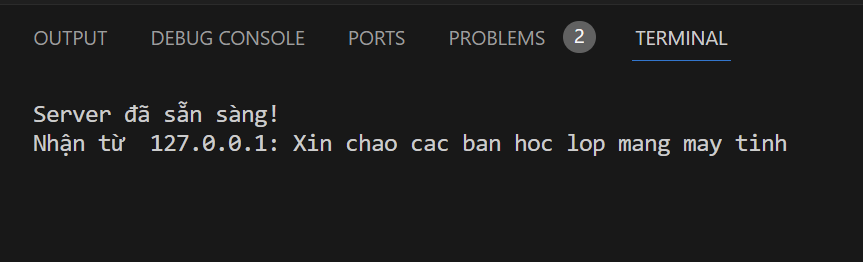 OUTPUT DEBUG CONSOLE PORTS PROBLEMS 2 TERMINAL
Server đã sẵn sàng!
Nhận từ  127.0.0.1: Xin chao cac ban hoc lop mang may tinh